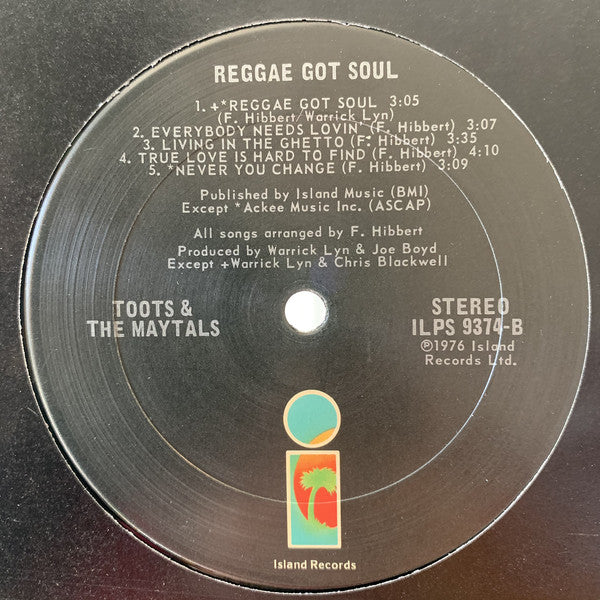 REGGAE GOT SOUL
1. +*REGGAE GOT SOUL 3:05
(F. Hibbert/Warrick Lyn)
2. EVERYBODY NEEDS LOVIN' (F. Hibbert) 3:07
3. LIVING IN THE GHETTO (F. Hibbert) 3:35
4. TRUE LOVE IS HARD TO FIND (F. Hibbert) 4:10
5. *NEVER YOU CHANGE (F. Hibbert) 3:09
Published by Island Music (BMI)
Except *Ackee Music Inc. (ASCAP)
All songs arranged by F. Hibbert
Produced by Warrick Lyn & Joe Boyd
Except +Warrick Lyn & Chris Blackwell
TOOTS &
THE MAYTALS
STEREO
ILPS 9374-B
℗1976 Island
Records Ltd.
Island Records